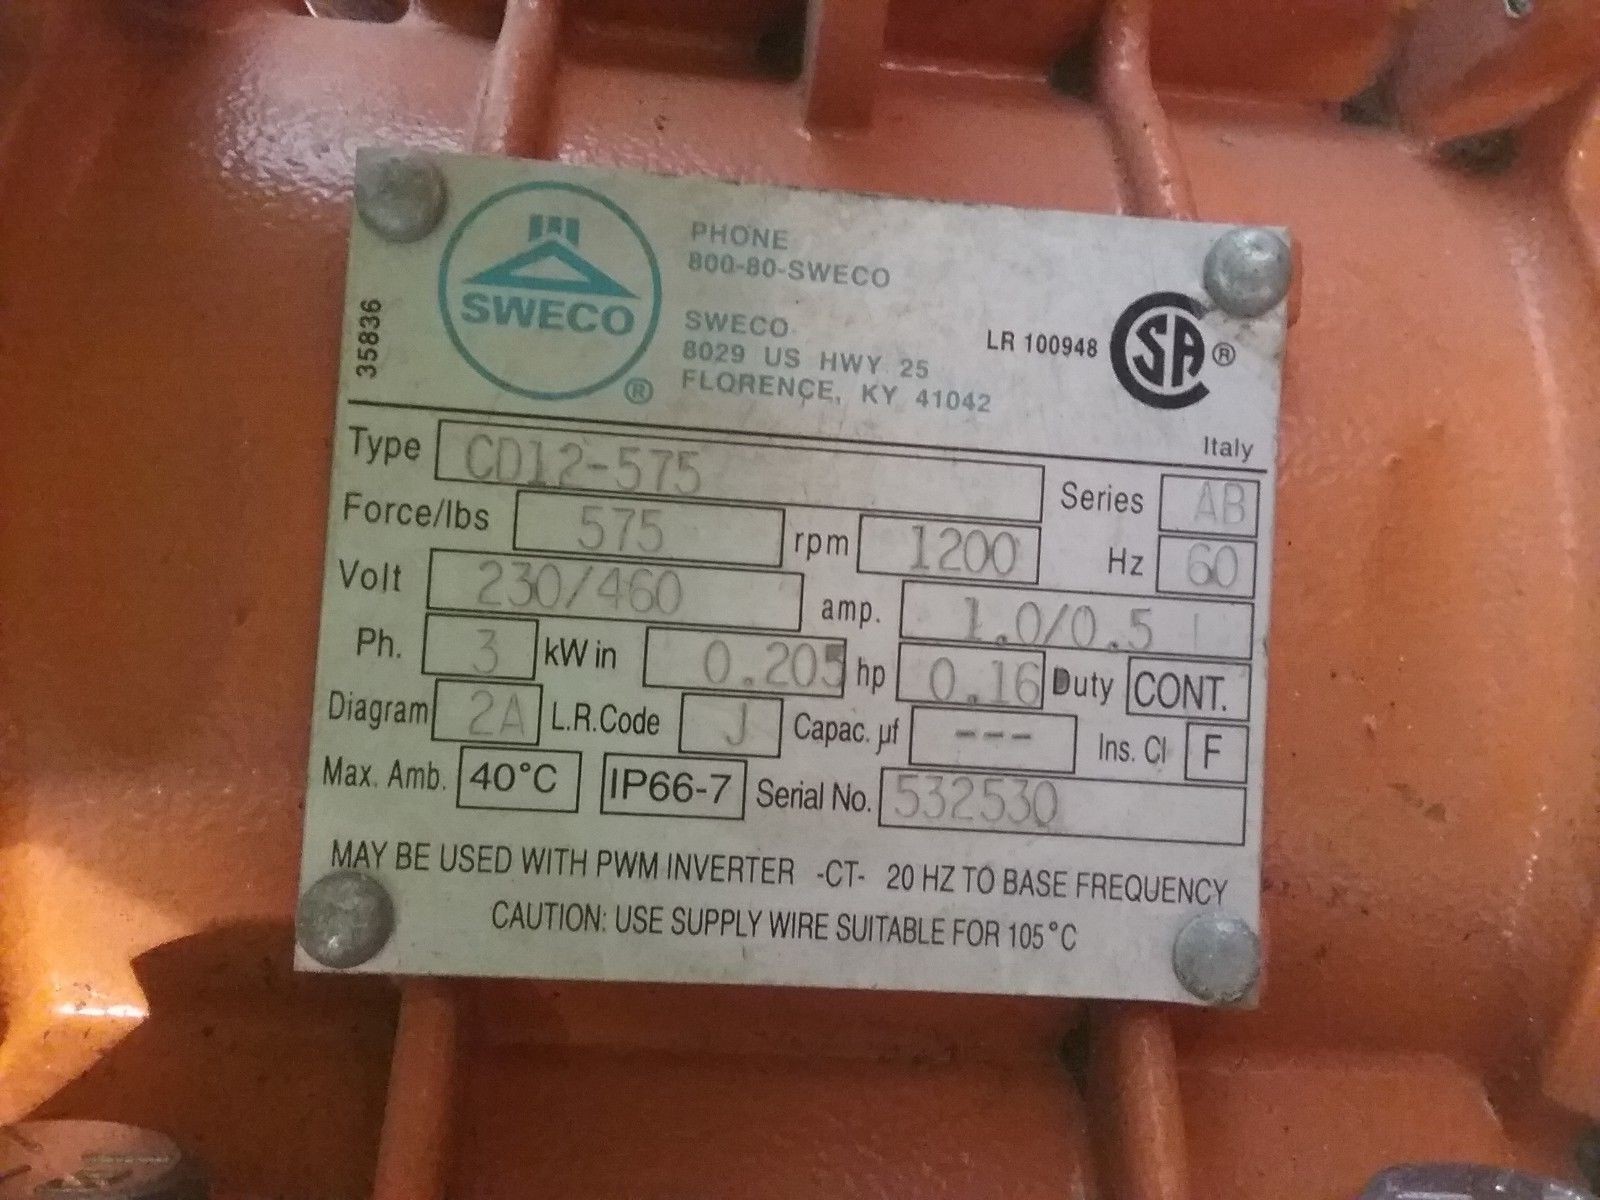 35836
SWECO ®
PHONE
800-80-SWECO
SWECO
8029 US HWY 25
FLORENCE, KY 41042
LR 100948 SA ®
Italy
Type CD12-575 Series AB
Force/lbs 575 rpm 1200 Hz 60
Volt 230/460 amp. 1.0/0.5
Ph. 3 kW in 0.205 hp 0.16 Duty CONT.
Diagram 2A L.R.Code J Capac. µf --- Ins. Cl F
Max. Amb. 40°C IP66-7 Serial No. 532530
MAY BE USED WITH PWM INVERTER -CT- 20 HZ TO BASE FREQUENCY
CAUTION: USE SUPPLY WIRE SUITABLE FOR 105°C